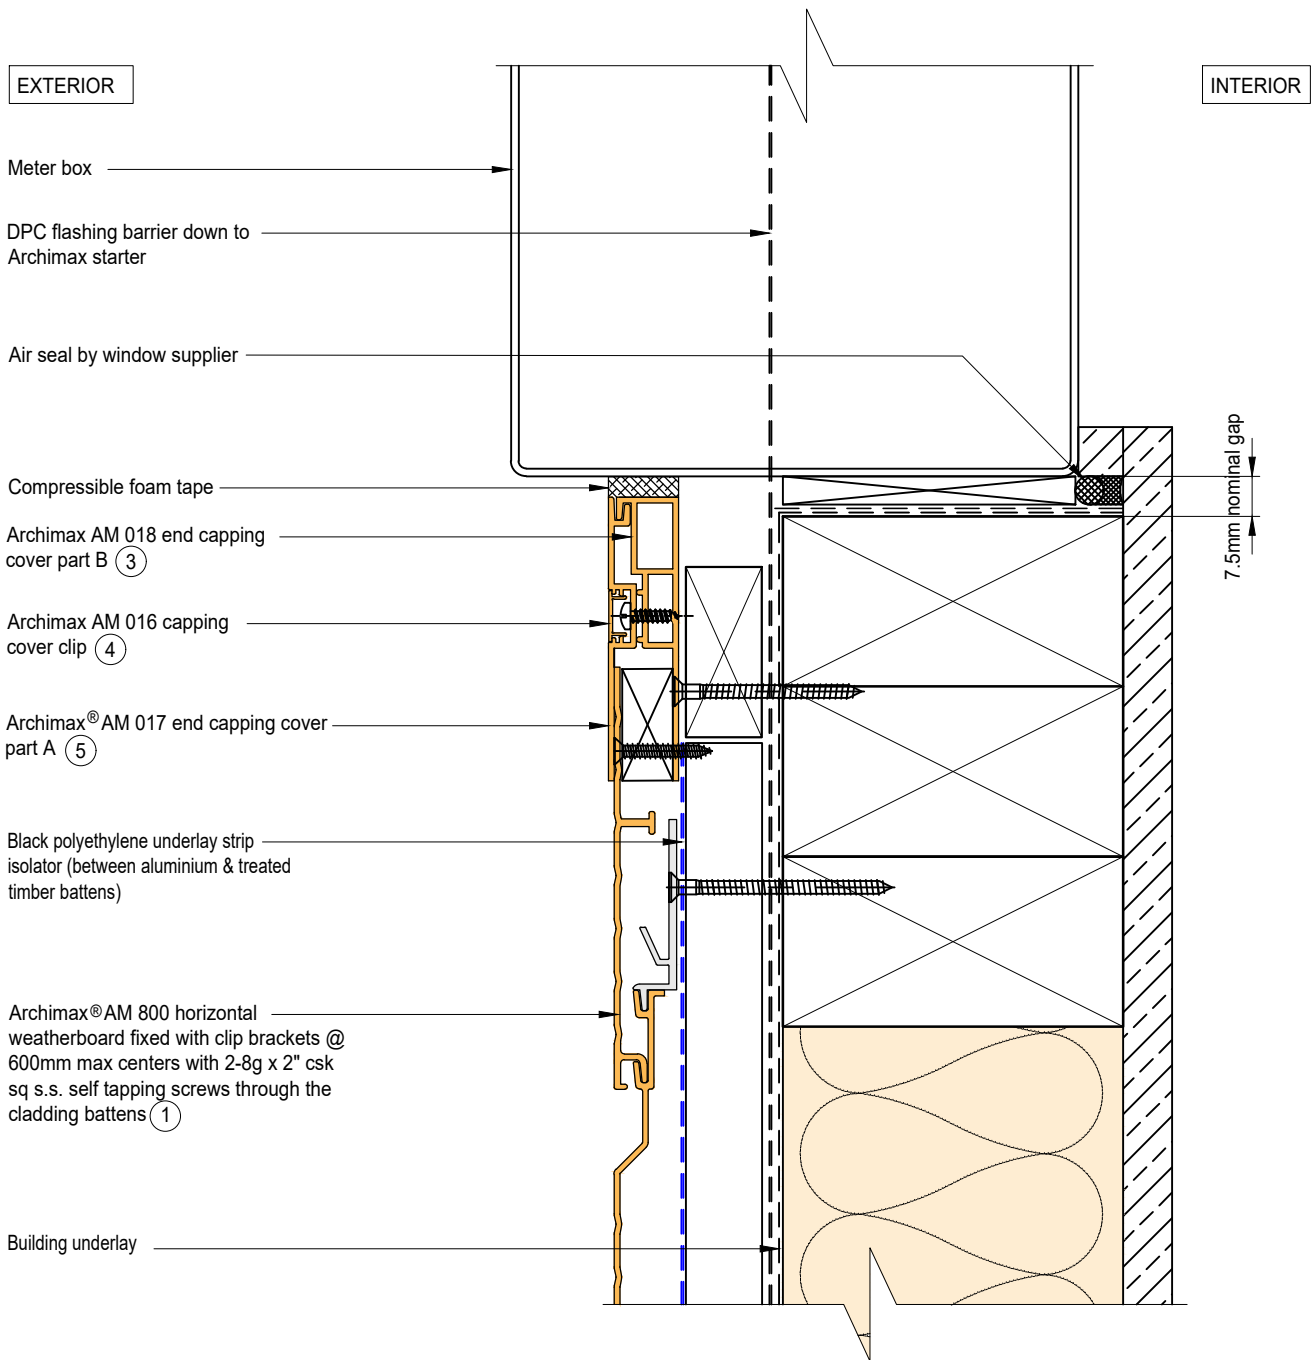 EXTERIOR
INTERIOR
Meter box
DPC flashing barrier down to
Archimax starter
Air seal by window supplier
7.5mm nominal gap
Compressible foam tape
Archimax AM 018 end capping
cover part B 3
Archimax AM 016 capping
cover clip 4
Archimax® AM 017 end capping cover
part A 5
Black polyethylene underlay strip
isolator (between aluminium & treated
timber battens)
Archimax® AM 800 horizontal
weatherboard fixed with clip brackets @
600mm max centers with 2-8g x 2" csk
sq s.s. self tapping screws through the
cladding battens 1
Building underlay